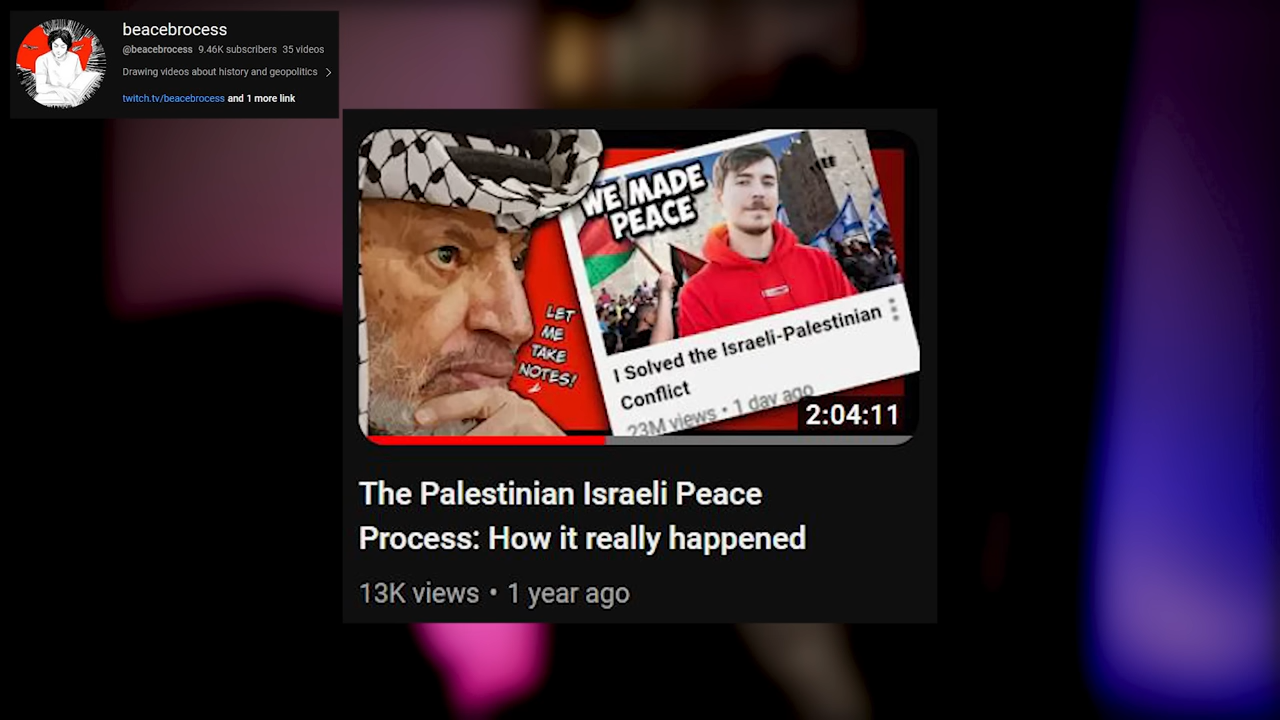 beacebrocess
@beacebrocess 9.46K subscribers 35 videos
Drawing videos about history and geopolitics
twitch.tv/beacebrocess and 1 more link
WE MADE
PEACE
LET
ME
TAKE
NOTES!
I Solved the Israeli-Palestinian
Conflict
23M views • 1 day ago
2:04:11
The Palestinian Israeli Peace
Process: How it really happened
13K views • 1 year ago